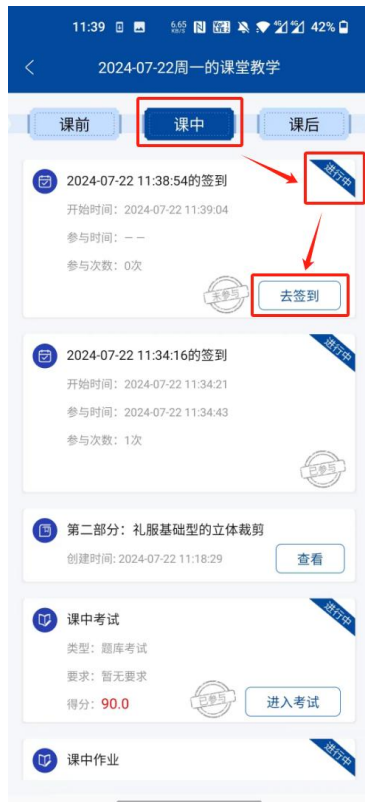 11:39 6.65 KB/S 42%
2024-07-22周一的课堂教学
课前 课中 课后
进行中
2024-07-22 11:38:54的签到
开始时间：2024-07-22 11:39:04
参与时间：－－
参与次数：0次
未参与 去签到
进行中
2024-07-22 11:34:16的签到
开始时间：2024-07-22 11:34:21
参与时间：2024-07-22 11:34:43
参与次数：1次
已参与
第二部分：礼服基础型的立体裁剪
创建时间: 2024-07-22 11:18:29 查看
进行中
课中考试
类型：题库考试
要求：暂无要求
得分：90.0 已参与 进入考试
进行中
课中作业